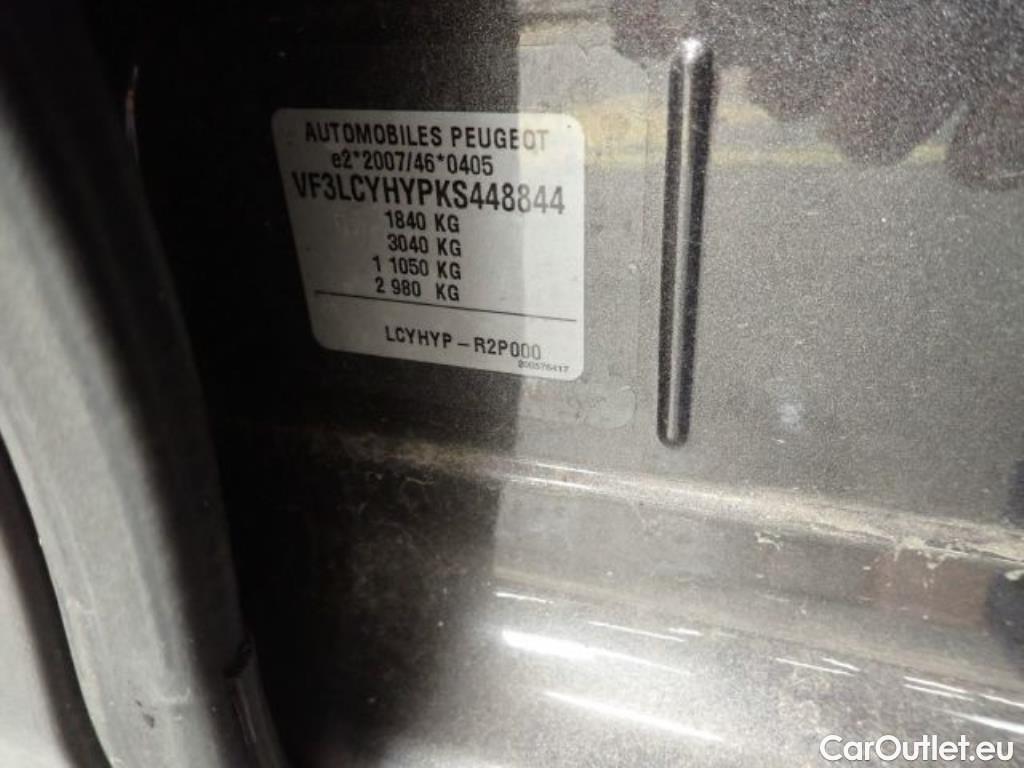 AUTOMOBILES PEUGEOT
e2*2007/46*0405
VF3LCYHYPKS448844
1840 KG
3040 KG
1 1050 KG
2 980 KG
LCYHYP - R2P000
200576417
CarOutlet.eu